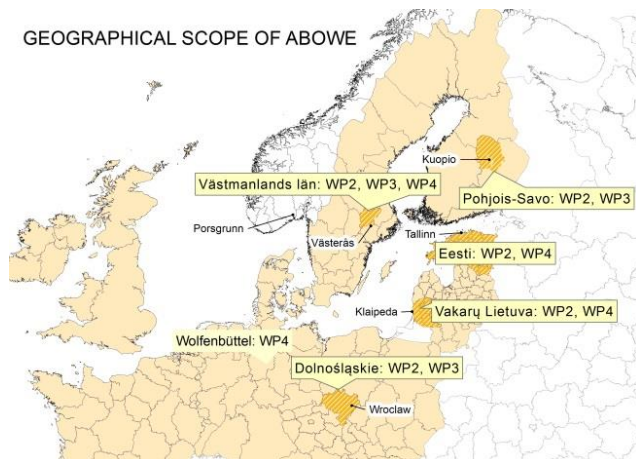 GEOGRAPHICAL SCOPE OF ABOWE
Kuopio
Västmanlands län: WP2, WP3, WP4
Pohjois-Savo: WP2, WP3
Porsgrunn
Tallinn
Västerås
Eesti: WP2, WP4
Klaipeda
Vakarų Lietuva: WP2, WP4
Wolfenbüttel: WP4
Dolnośląskie: WP2, WP3
Wroclaw